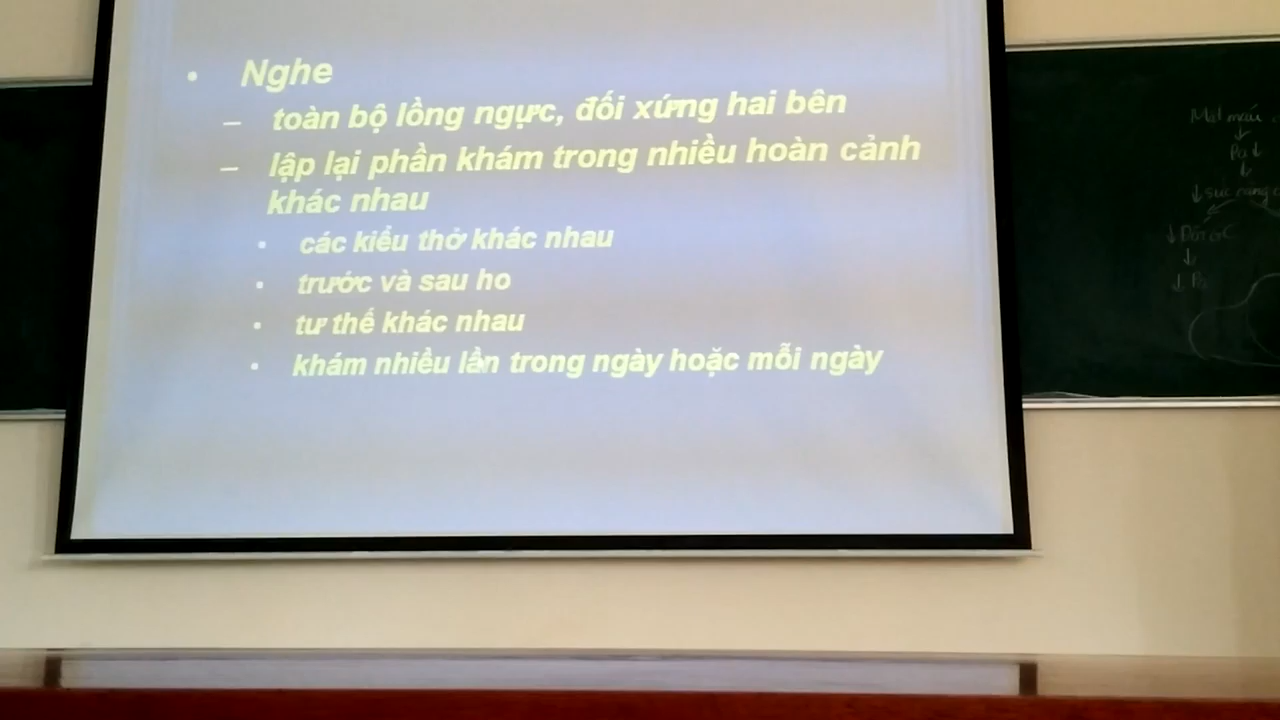 • Nghe
– toàn bộ lồng ngực, đối xứng hai bên
– lập lại phần khám trong nhiều hoàn cảnh
khác nhau
• các kiểu thở khác nhau
• trước và sau ho
• tư thế khác nhau
• khám nhiều lần trong ngày hoặc mỗi ngày
Mất máu
↓
↓
↓
↓